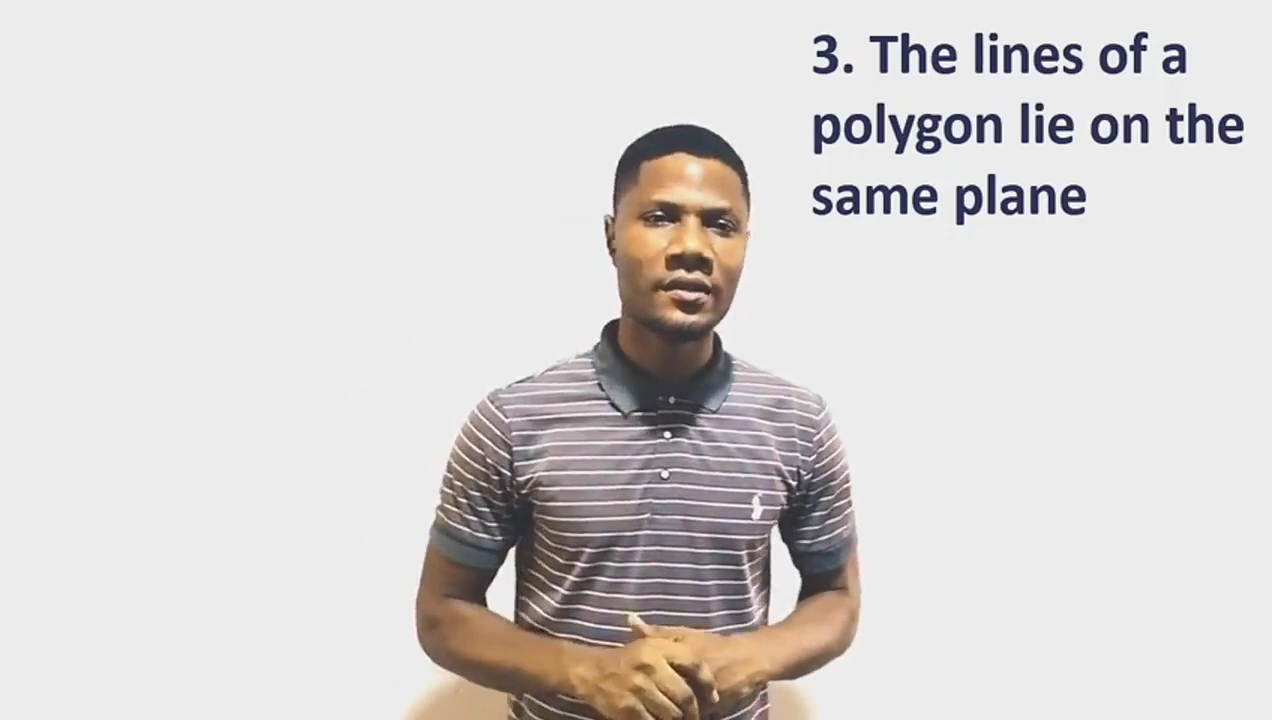 3. The lines of a
polygon lie on the
same plane